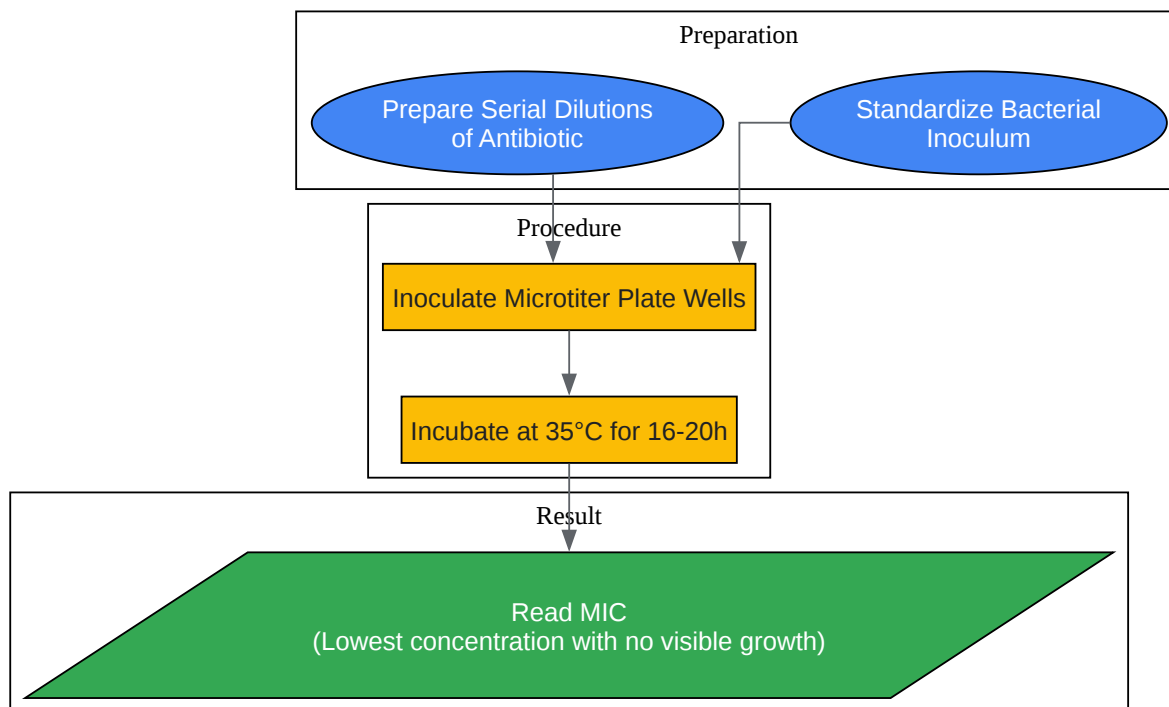 Preparation
Prepare Serial Dilutions
of Antibiotic
Standardize Bacterial
Inoculum
Procedure
Inoculate Microtiter Plate Wells
Incubate at 35°C for 16-20h
Result
Read MIC
(Lowest concentration with no visible growth)